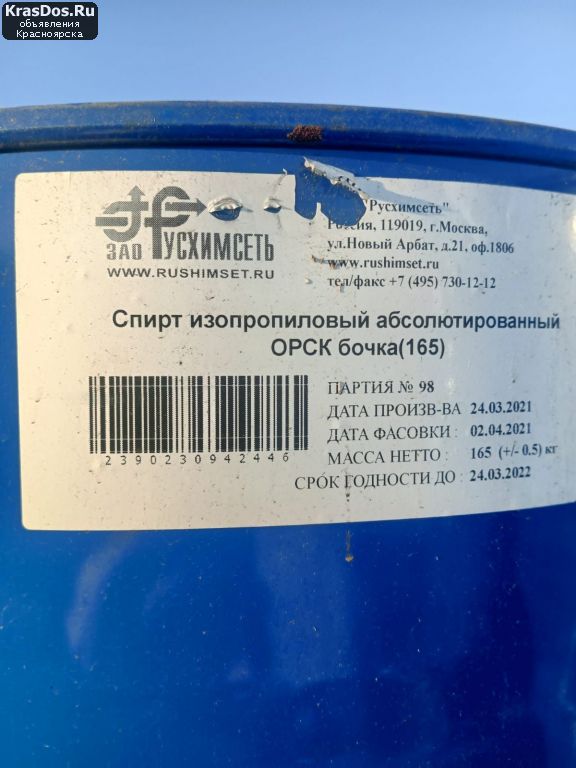 KrasDos.Ru
объявления
Красноярска
ЗАО РУСХИМСЕТЬ
WWW.RUSHIMSET.RU
"Русхимсеть"
Россия, 119019, г.Москва,
ул.Новый Арбат, д.21, оф.1806
www.rushimset.ru
тел/факс +7 (495) 730-12-12
Спирт изопропиловый абсолютированный
ОРСК бочка(165)
ПАРТИЯ № 98
ДАТА ПРОИЗВ-ВА 24.03.2021
ДАТА ФАСОВКИ : 02.04.2021
МАССА НЕТТО : 165 (+/- 0.5) кг
СРОК ГОДНОСТИ ДО : 24.03.2022
2390230942446